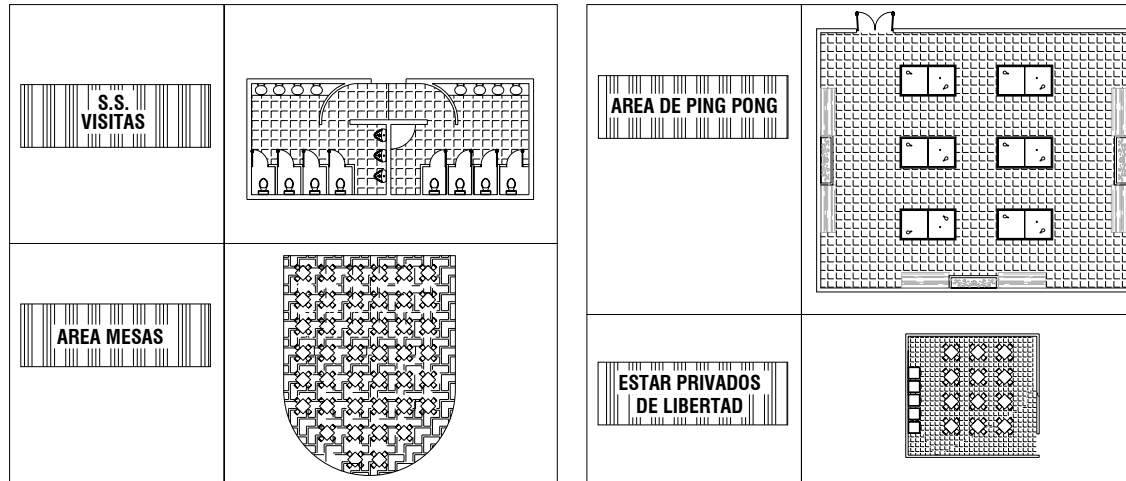 S.S.
VISITAS
AREA MESAS
AREA DE PING PONG
ESTAR PRIVADOS
DE LIBERTAD